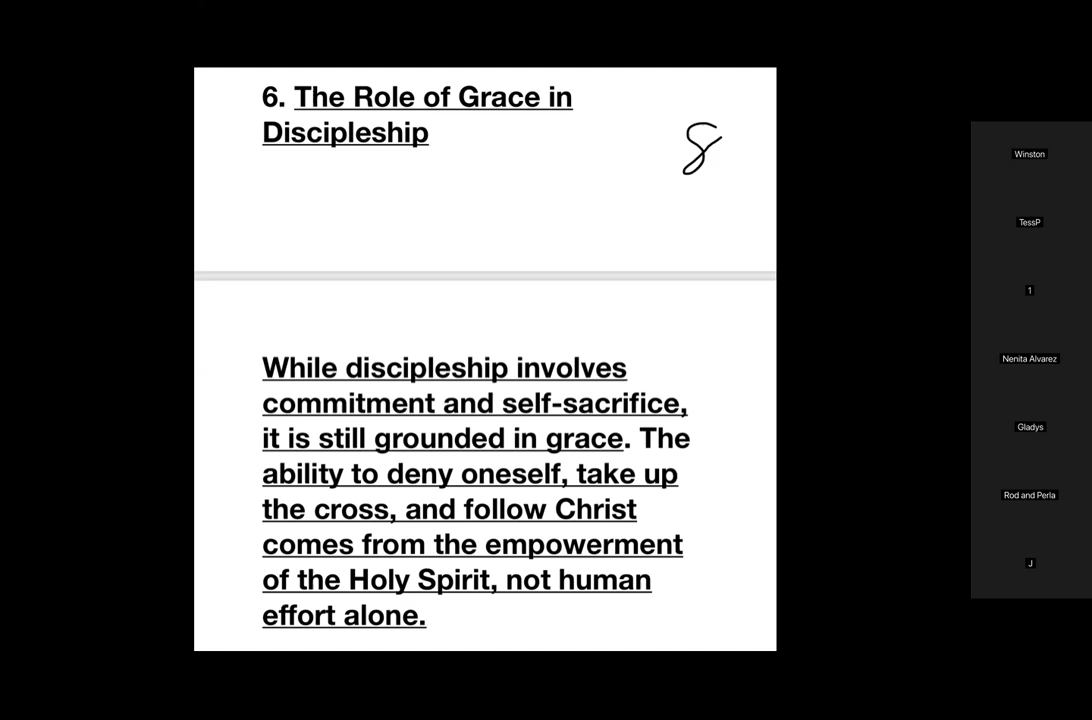 6. The Role of Grace in
Discipleship
8
While discipleship involves
commitment and self-sacrifice,
it is still grounded in grace. The
ability to deny oneself, take up
the cross, and follow Christ
comes from the empowerment
of the Holy Spirit, not human
effort alone.
Winston
TessP
1
Nenita Alvarez
Gladys
Rod and Perla
J